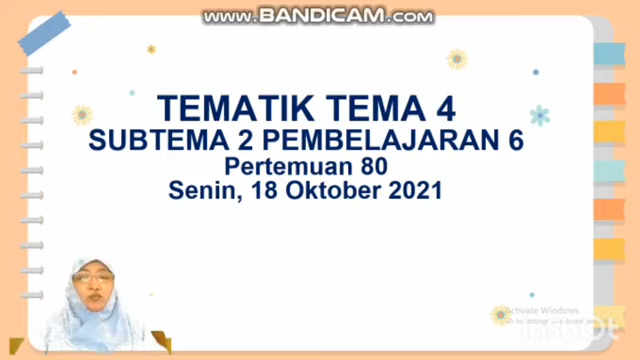 www.BANDICAM.com
TEMATIK TEMA 4
SUBTEMA 2 PEMBELAJARAN 6
Pertemuan 80
Senin, 18 Oktober 2021
Activate Windows